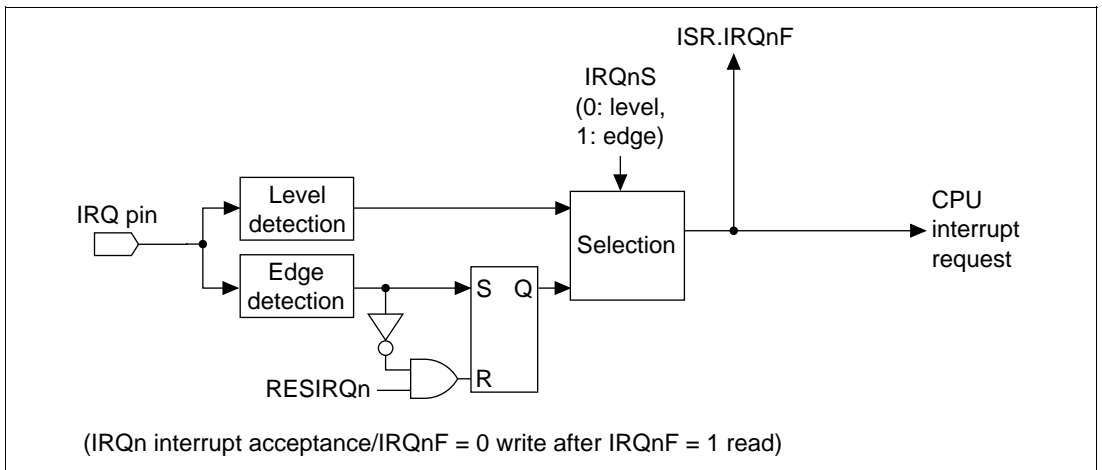 ISR.IRQnF
IRQnS
(0: level,
1: edge)
Level
detection
IRQ pin
CPU
interrupt
request
Selection
Edge
detection
S Q
R
RESIRQn
(IRQn interrupt acceptance/IRQnF = 0 write after IRQnF = 1 read)